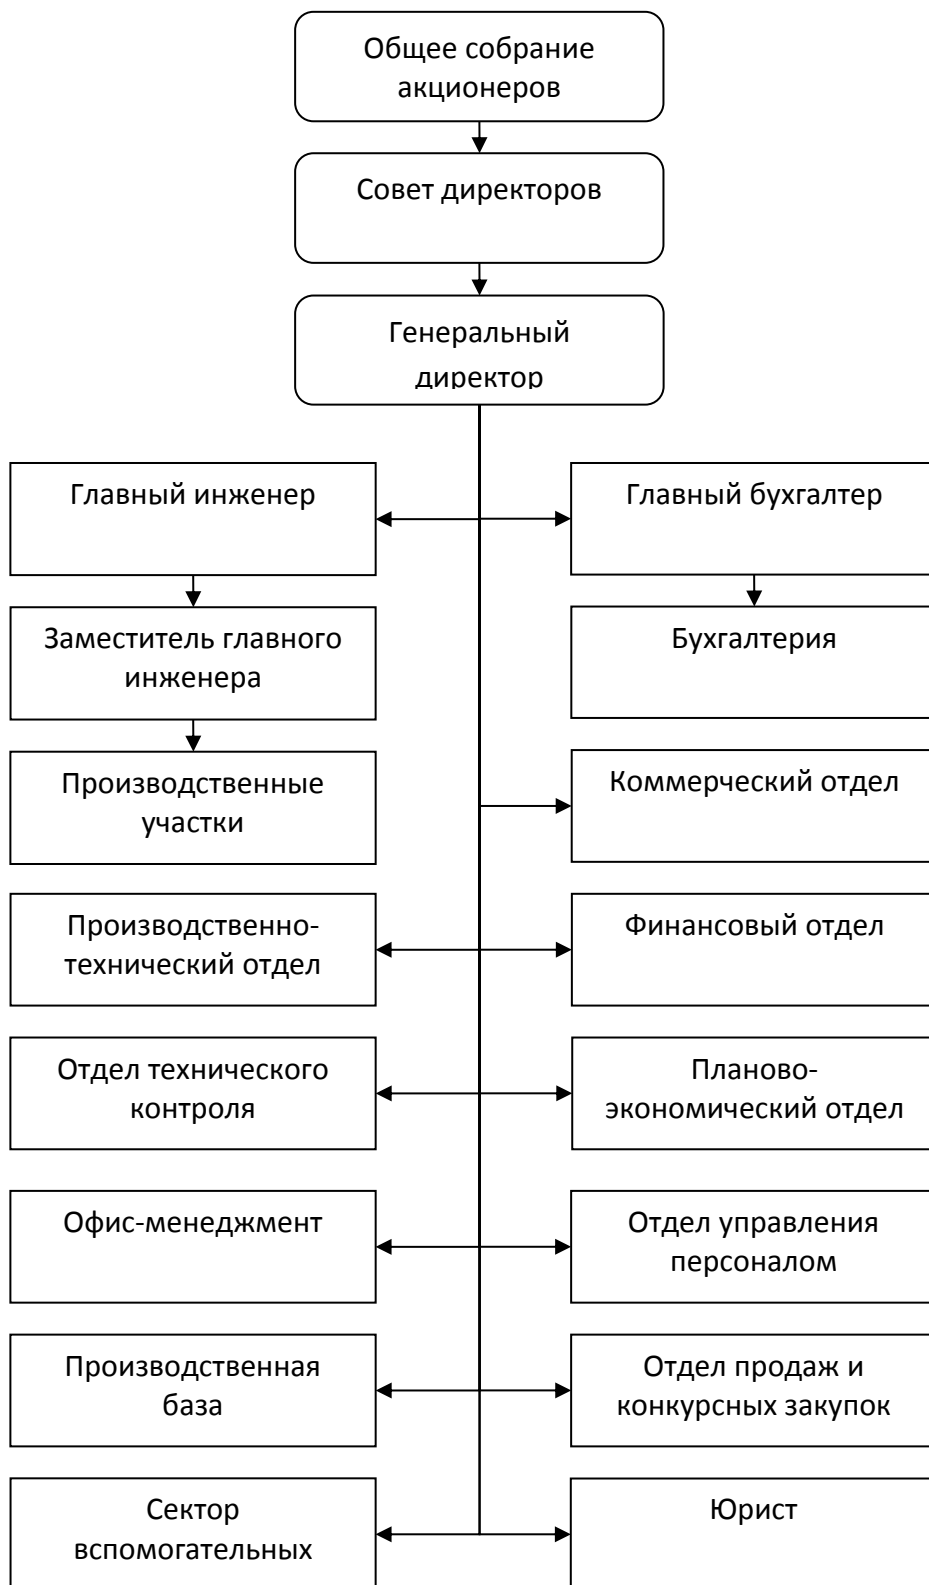 Общее собрание
акционеров
Совет директоров
Генеральный
директор
Главный инженер
Главный бухгалтер
Заместитель главного
инженера
Бухгалтерия
Производственные
участки
Коммерческий отдел
Производственно-
технический отдел
Финансовый отдел
Отдел технического
контроля
Планово-
экономический отдел
Офис-менеджмент
Отдел управления
персоналом
Производственная
база
Отдел продаж и
конкурсных закупок
Сектор
вспомогательных
Юрист